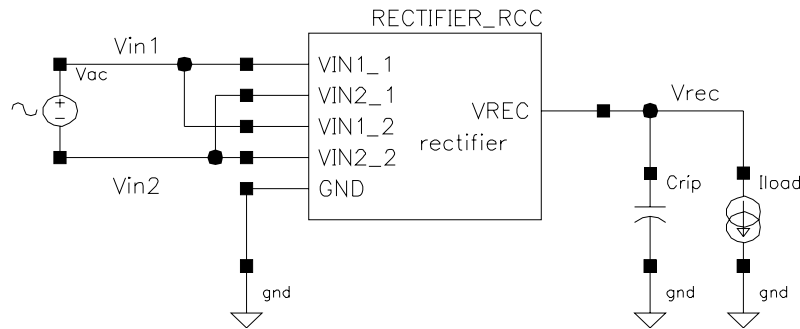 RECTIFIER_RCC
Vin1
Vac
+
−
Vin2
VIN1_1
VIN2_1
VIN1_2
VIN2_2
GND
VREC
rectifier
Vrec
Crip
Iload
gnd
gnd
gnd